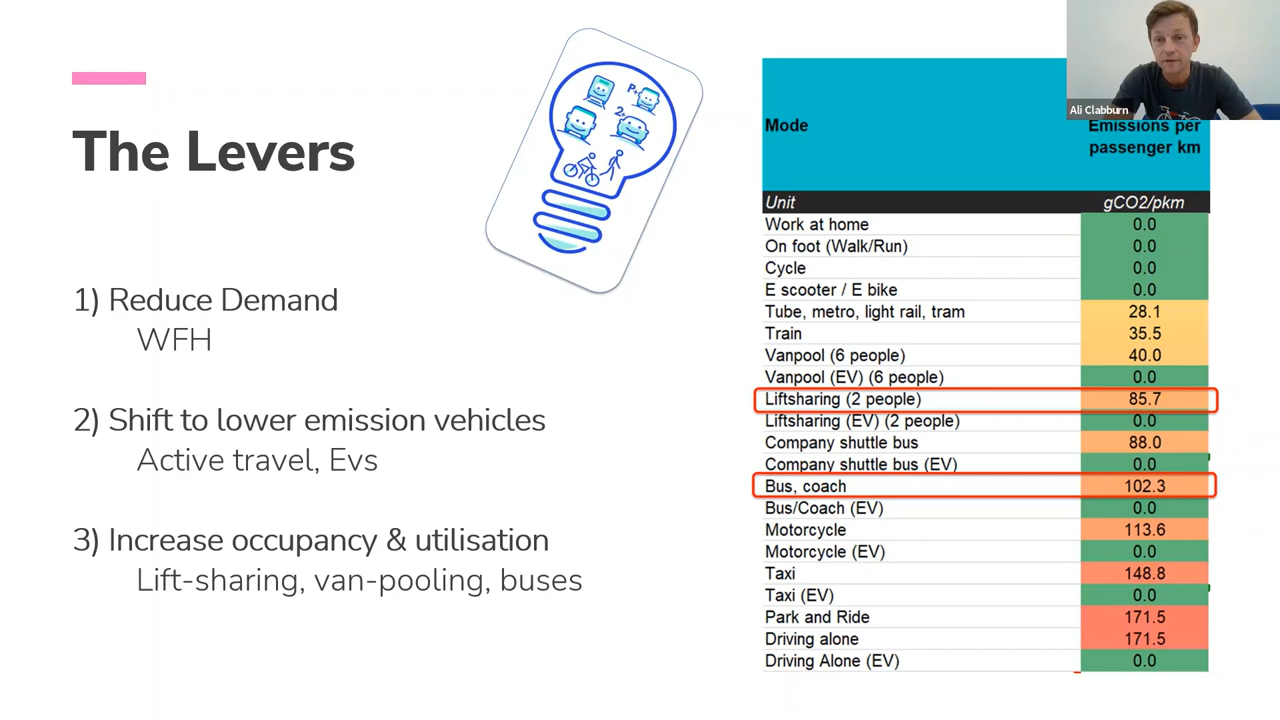 The Levers
1) Reduce Demand
WFH
2) Shift to lower emission vehicles
Active travel, Evs
3) Increase occupancy & utilisation
Lift-sharing, van-pooling, buses
P+
2+
Ali Clabburn
Mode Emissions per
passenger km
Unit gCO2/pkm
Work at home 0.0
On foot (Walk/Run) 0.0
Cycle 0.0
E scooter / E bike 0.0
Tube, metro, light rail, tram 28.1
Train 35.5
Vanpool (6 people) 40.0
Vanpool (EV) (6 people) 0.0
Liftsharing (2 people) 85.7
Liftsharing (EV) (2 people) 0.0
Company shuttle bus 88.0
Company shuttle bus (EV) 0.0
Bus, coach 102.3
Bus/Coach (EV) 0.0
Motorcycle 113.6
Motorcycle (EV) 0.0
Taxi 148.8
Taxi (EV) 0.0
Park and Ride 171.5
Driving alone 171.5
Driving Alone (EV) 0.0